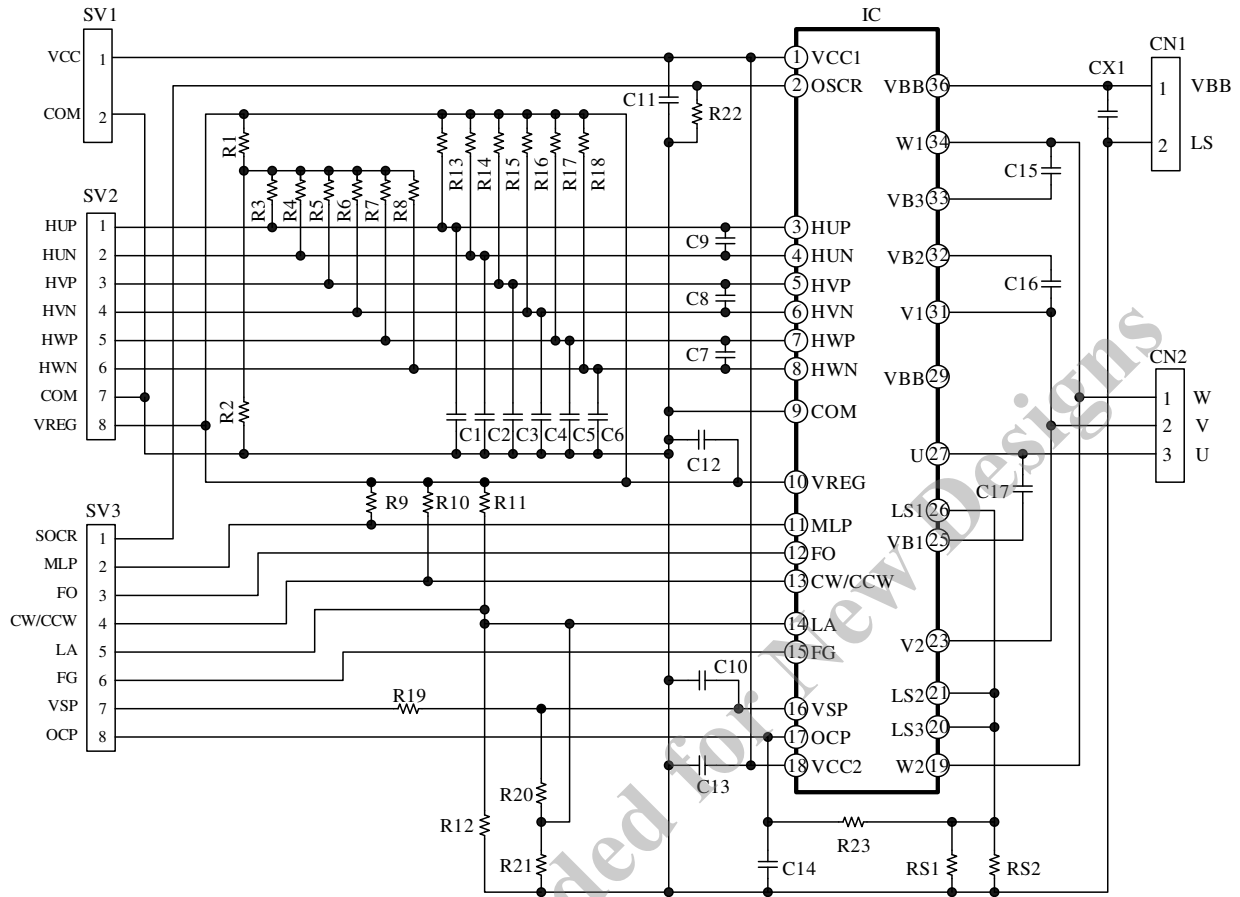 SV1
VCC 1
COM 2
SV2
HUP 1
HUN 2
HVP 3
HVN 4
HWP 5
HWN 6
COM 7
VREG 8
SV3
SOCR 1
MLP 2
FO 3
CW/CCW 4
LA 5
FG 6
VSP 7
OCP 8
R1
R2
R3
R4
R5
R6
R7
R8
R13
R14
R15
R16
R17
R18
C11
R22
C9
C8
C7
C1
C2
C3
C4
C5
C6
C12
R9
R10
R11
C10
R19
C13
R20
R12
R21
C14
R23
RS1
RS2
IC
1 VCC1
2 OSCR
3 HUP
4 HUN
5 HVP
6 HVN
7 HWP
8 HWN
9 COM
10 VREG
11 MLP
12 FO
13 CW/CCW
14 LA
15 FG
16 VSP
17 OCP
18 VCC2
VBB 36
W1 34
VB3 33
VB2 32
V1 31
VBB 29
U 27
LS1 26
VB1 25
V2 23
LS2 21
LS3 20
W2 19
CX1
C15
C16
C17
CN1
1 VBB
2 LS
CN2
1 W
2 V
3 U
ded for New Designs